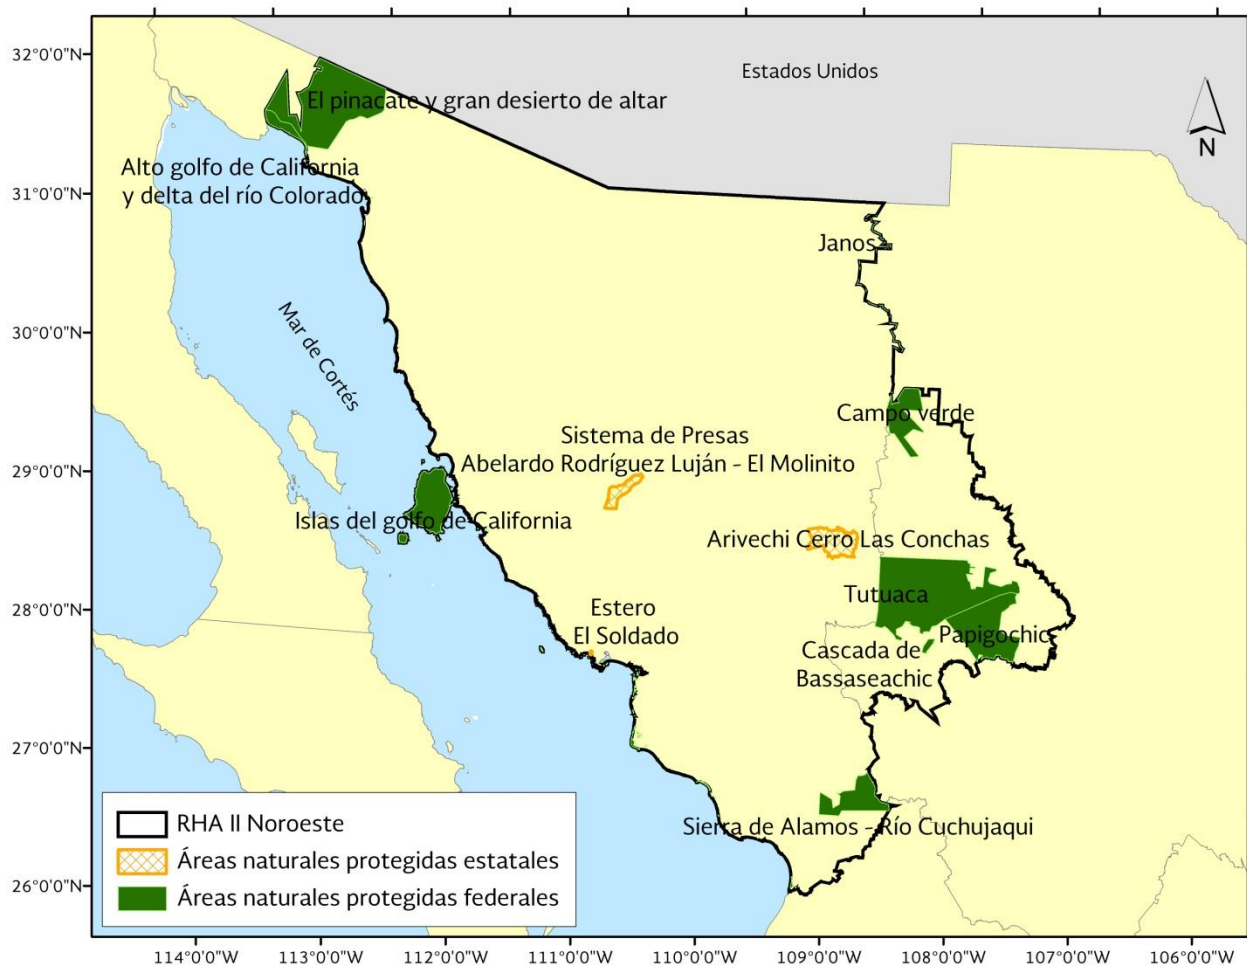 32°0'0"N
31°0'0"N
30°0'0"N
29°0'0"N
28°0'0"N
27°0'0"N
26°0'0"N
Estados Unidos
N
El pinacate y gran desierto de altar
Alto golfo de California
y delta del río Colorado
Janos
Mar de Cortés
Campo verde
Sistema de Presas
Abelardo Rodríguez Luján - El Molinito
Islas del golfo de California
Arivechi Cerro Las Conchas
Tutuaca
Estero
El Soldado
Papigochic
Cascada de
Bassaseachic
Sierra de Alamos - Río Cuchujaqui
RHA II Noroeste
Áreas naturales protegidas estatales
Áreas naturales protegidas federales
114°0'0"W
113°0'0"W
112°0'0"W
111°0'0"W
110°0'0"W
109°0'0"W
108°0'0"W
107°0'0"W
106°0'0"W